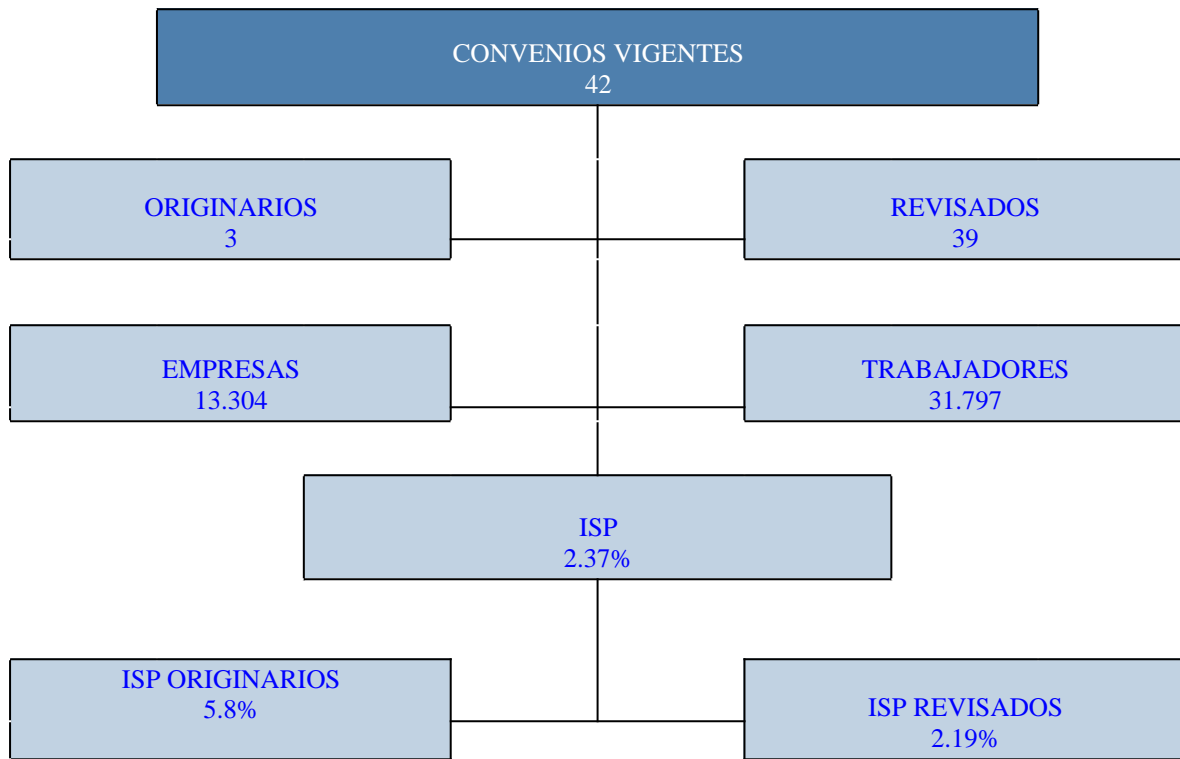 CONVENIOS VIGENTES
42
ORIGINARIOS
3
REVISADOS
39
EMPRESAS
13.304
TRABAJADORES
31.797
ISP
2.37%
ISP ORIGINARIOS
5.8%
ISP REVISADOS
2.19%